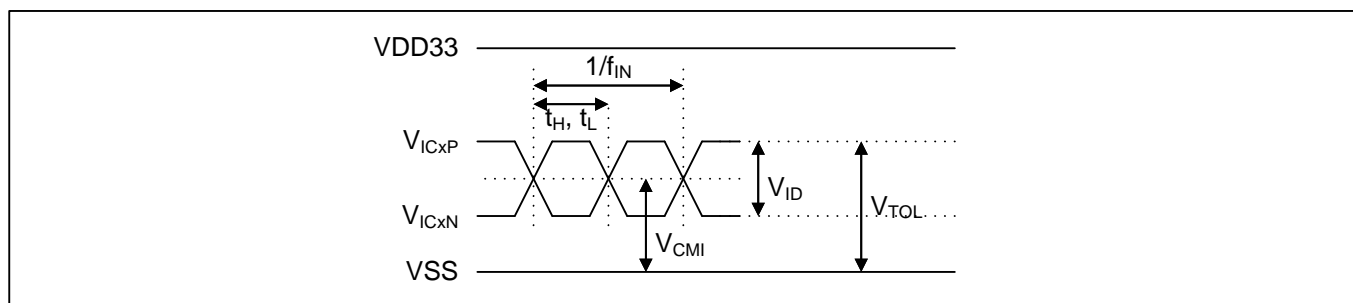 VDD33
1/fIN
tH, tL
VICxP
VID
VTOL
VICxN
VCMI
VSS